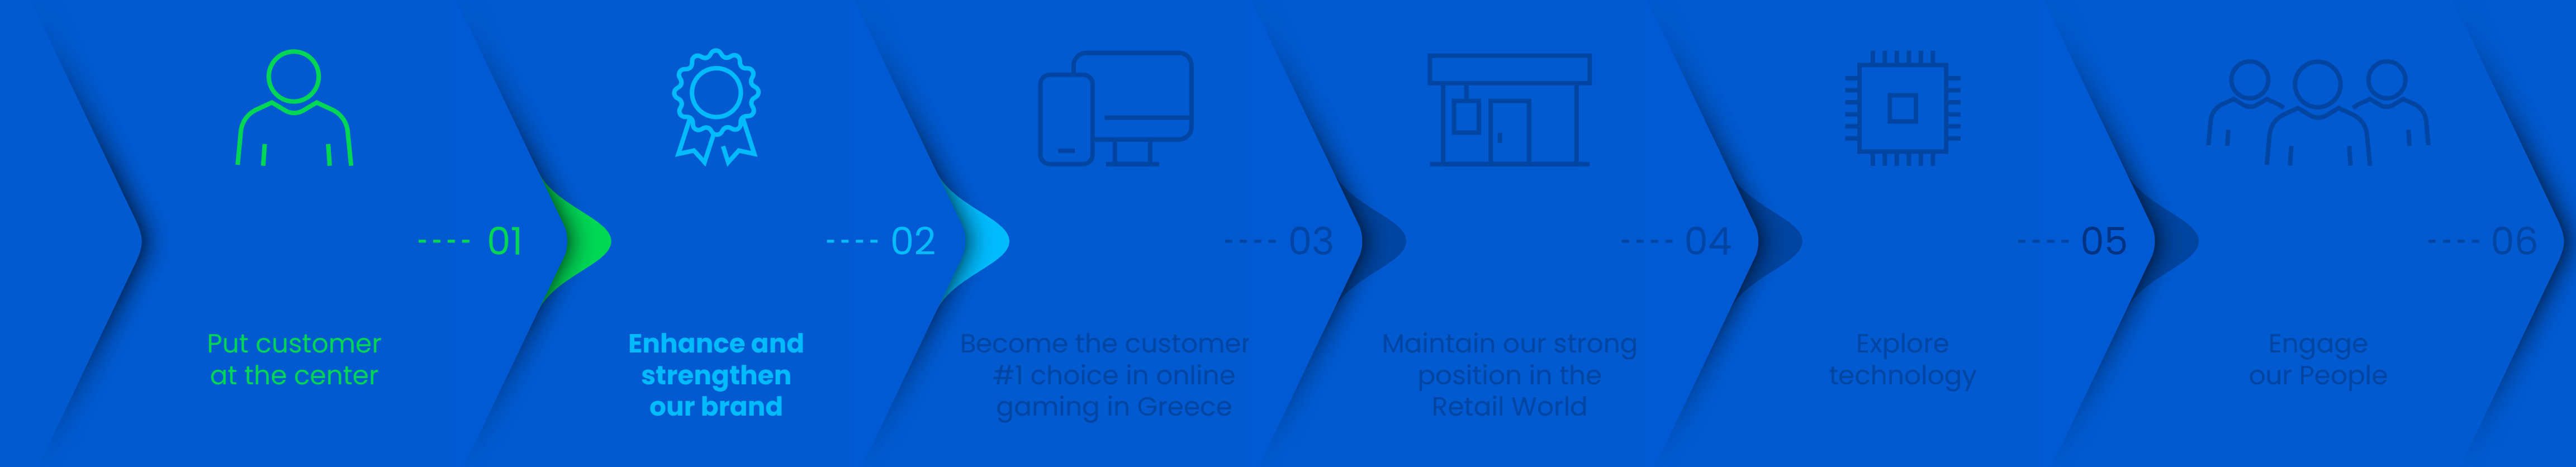 01
Put customer
at the center
02
Enhance and
strengthen
our brand
03
Become the customer
#1 choice in online
gaming in Greece
04
Maintain our strong
position in the
Retail World
05
Explore
technology
06
Engage
our People